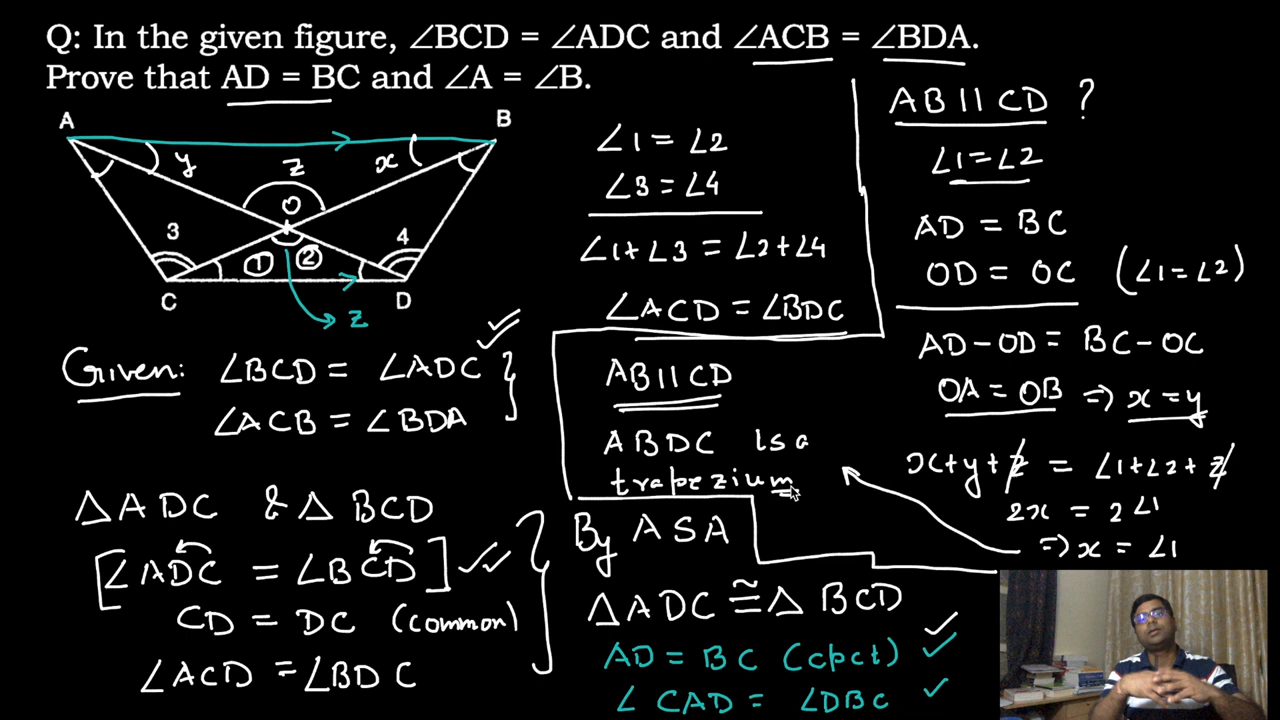 Q: In the given figure, ∠BCD = ∠ADC and ∠ACB = ∠BDA.
Prove that AD = BC and ∠A = ∠B.
A
B
y
z
x
O
3
1
2
4
C
D
z
Given: ∠BCD = ∠ADC
∠ACB = ∠BDA
△ADC & △BCD
[∠ADC = ∠BCD]
CD = DC (common)
∠ACD = ∠BDC
∠1 = ∠2
∠3 = ∠4
∠1+∠3 = ∠2+∠4
∠ACD = ∠BDC
AB||CD
ABDC is a
trapezium
By ASA
△ADC ≅ △BCD
AD = BC (cpct)
∠CAD = ∠DBC
AB||CD ?
∠1=∠2
AD = BC
OD = OC (∠1=∠2)
AD-OD = BC-OC
OA = OB => x = y
x+y+z = ∠1+∠2+z
2x = 2∠1
=> x = ∠1